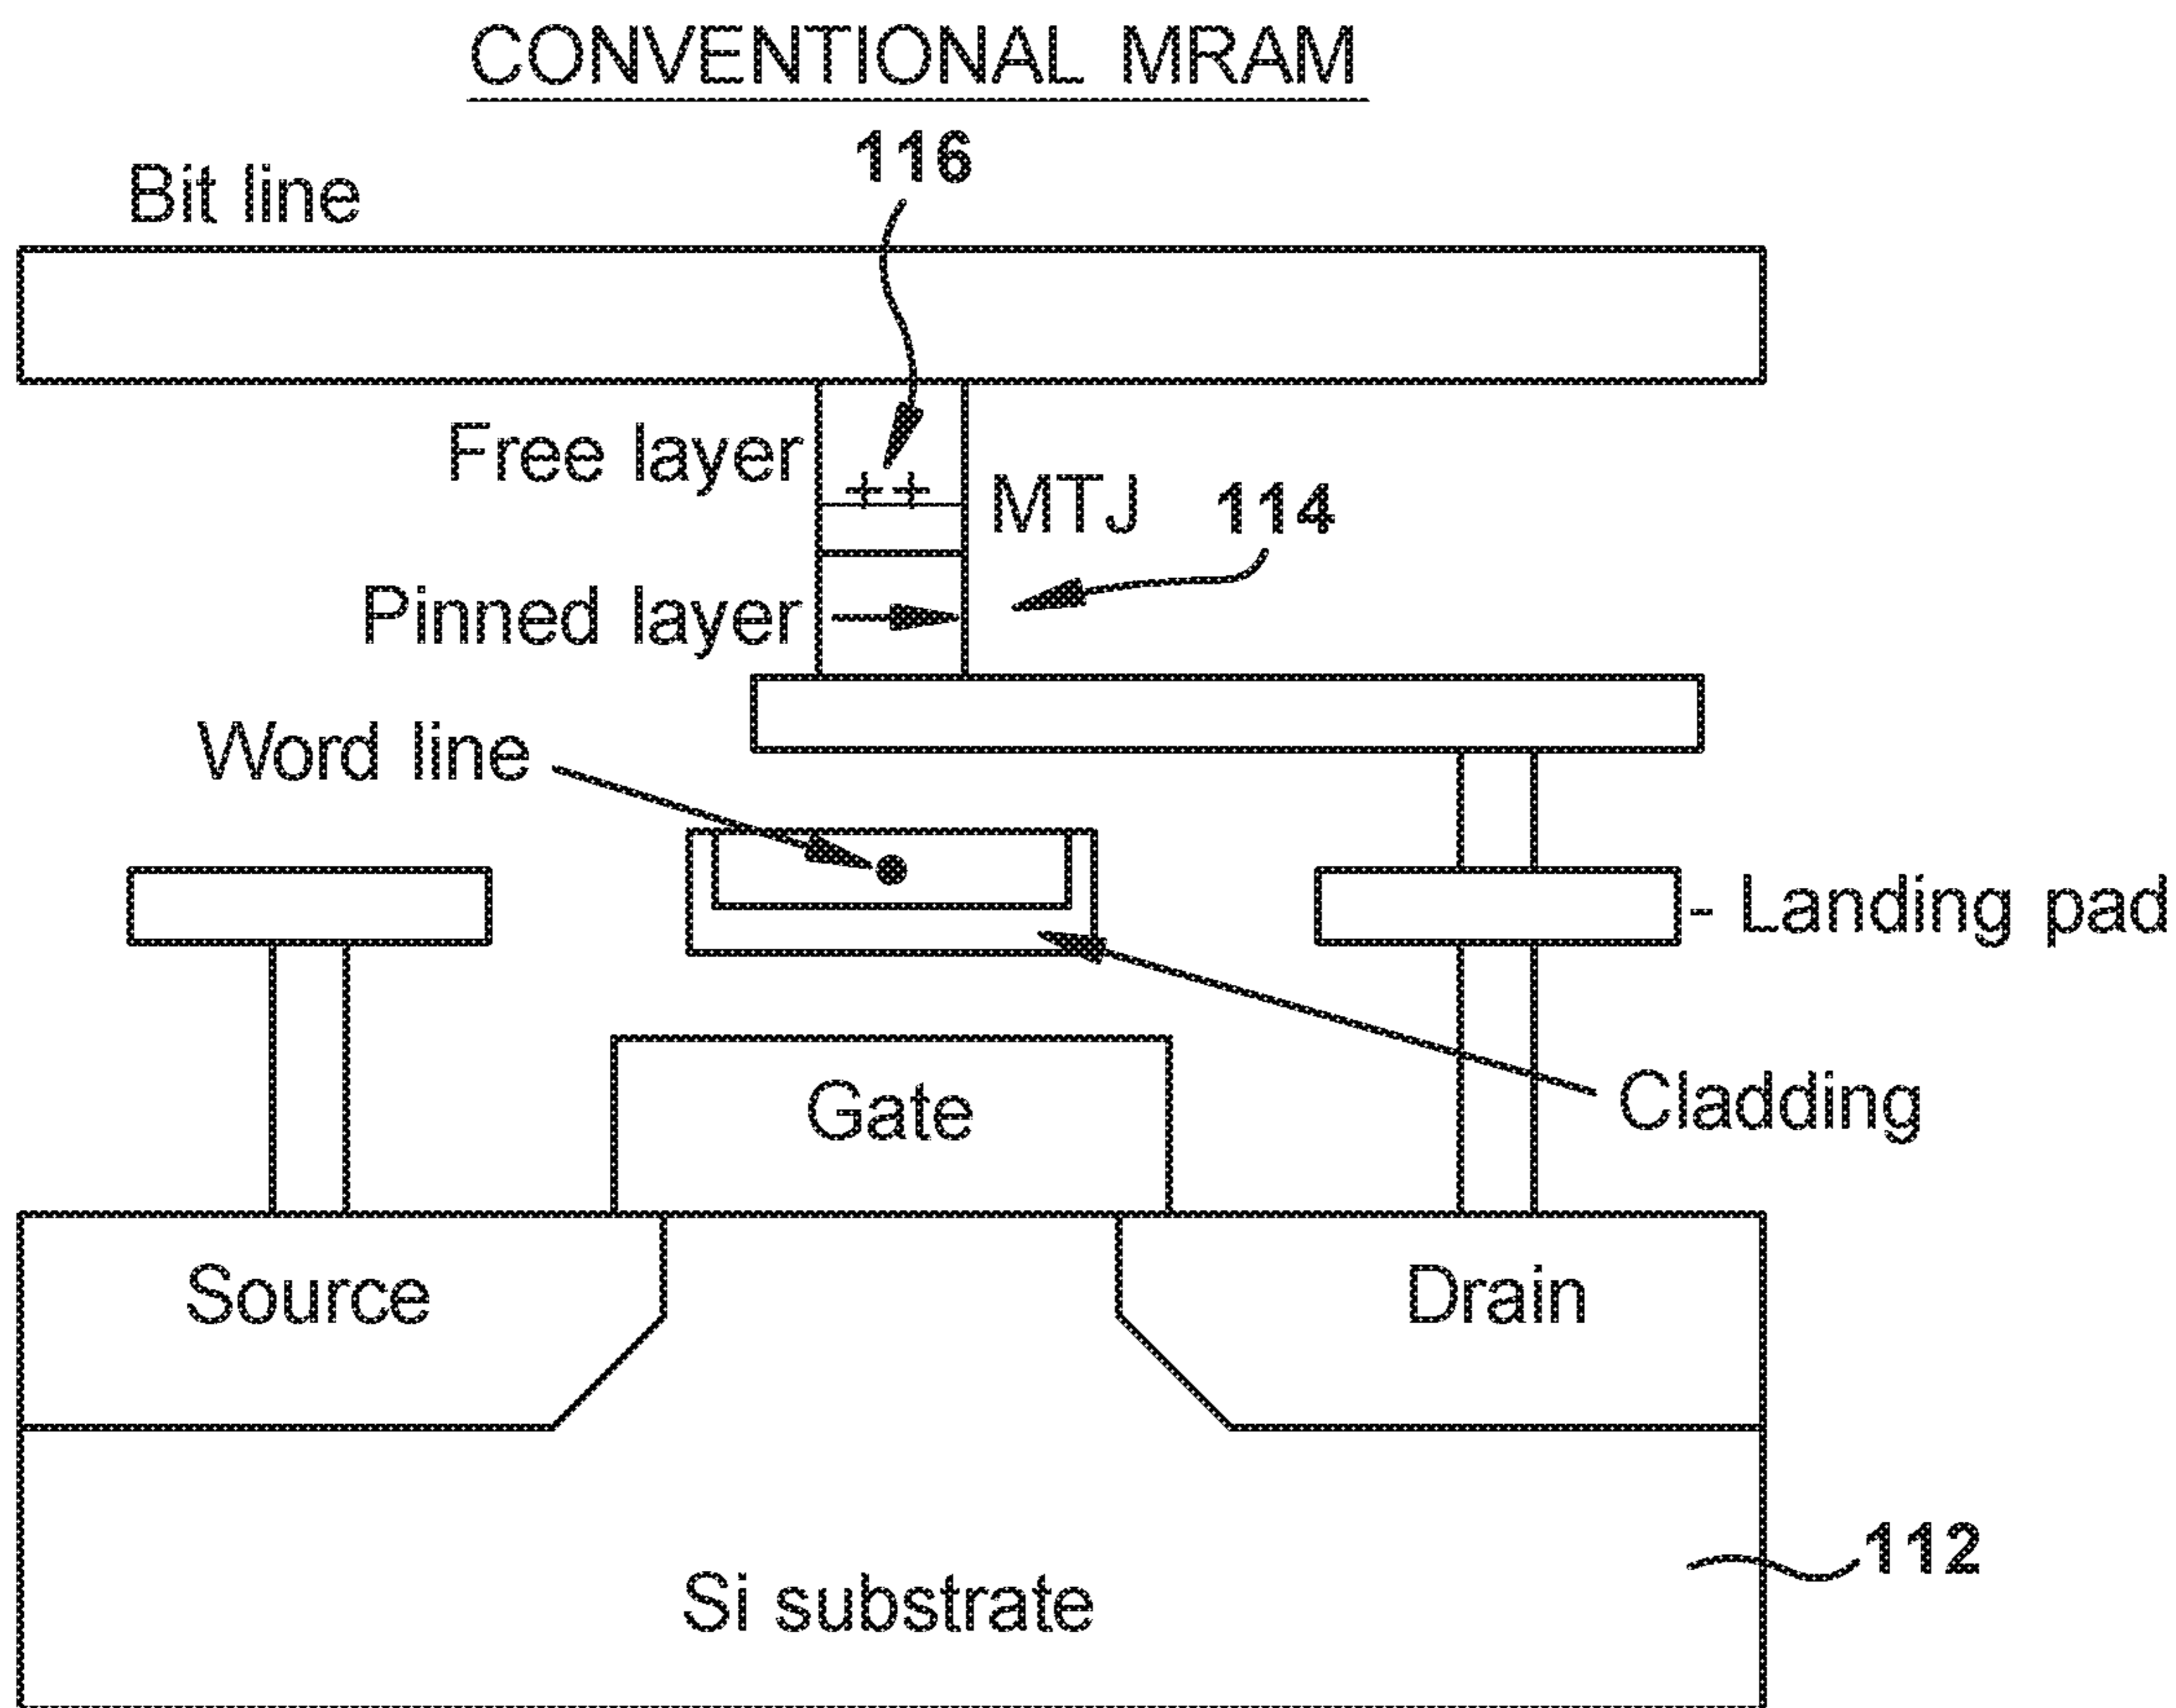 CONVENTIONAL MRAM
116
Bit line
Free layer
MTJ 114
Pinned layer
Word line
- Landing pad
Gate
Cladding
Source
Drain
112
Si substrate